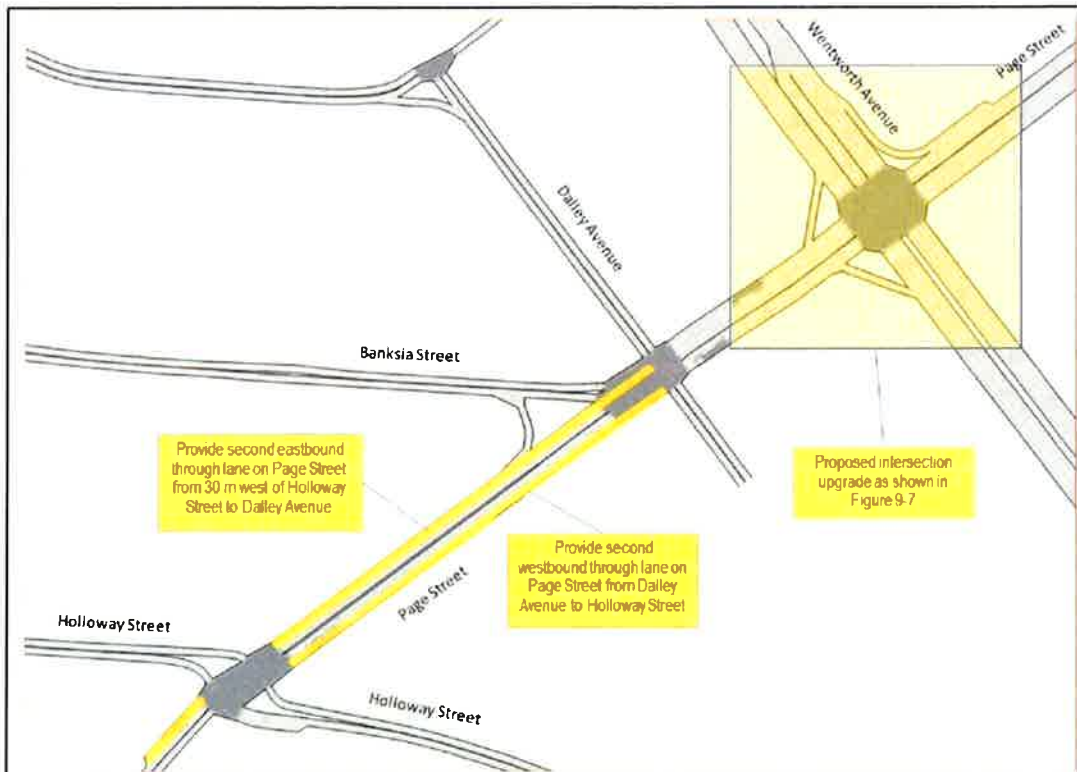 Wentworth Avenue
Page Street
Dalley Avenue
Banksia Street
Provide second eastbound
through lane on Page Street
from 30 m west of Holloway
Street to Dalley Avenue
Proposed intersection
upgrade as shown in
Figure 9-7
Provide second
westbound through lane on
Page Street from Dalley
Avenue to Holloway Street
Page Street
Holloway Street
Holloway Street